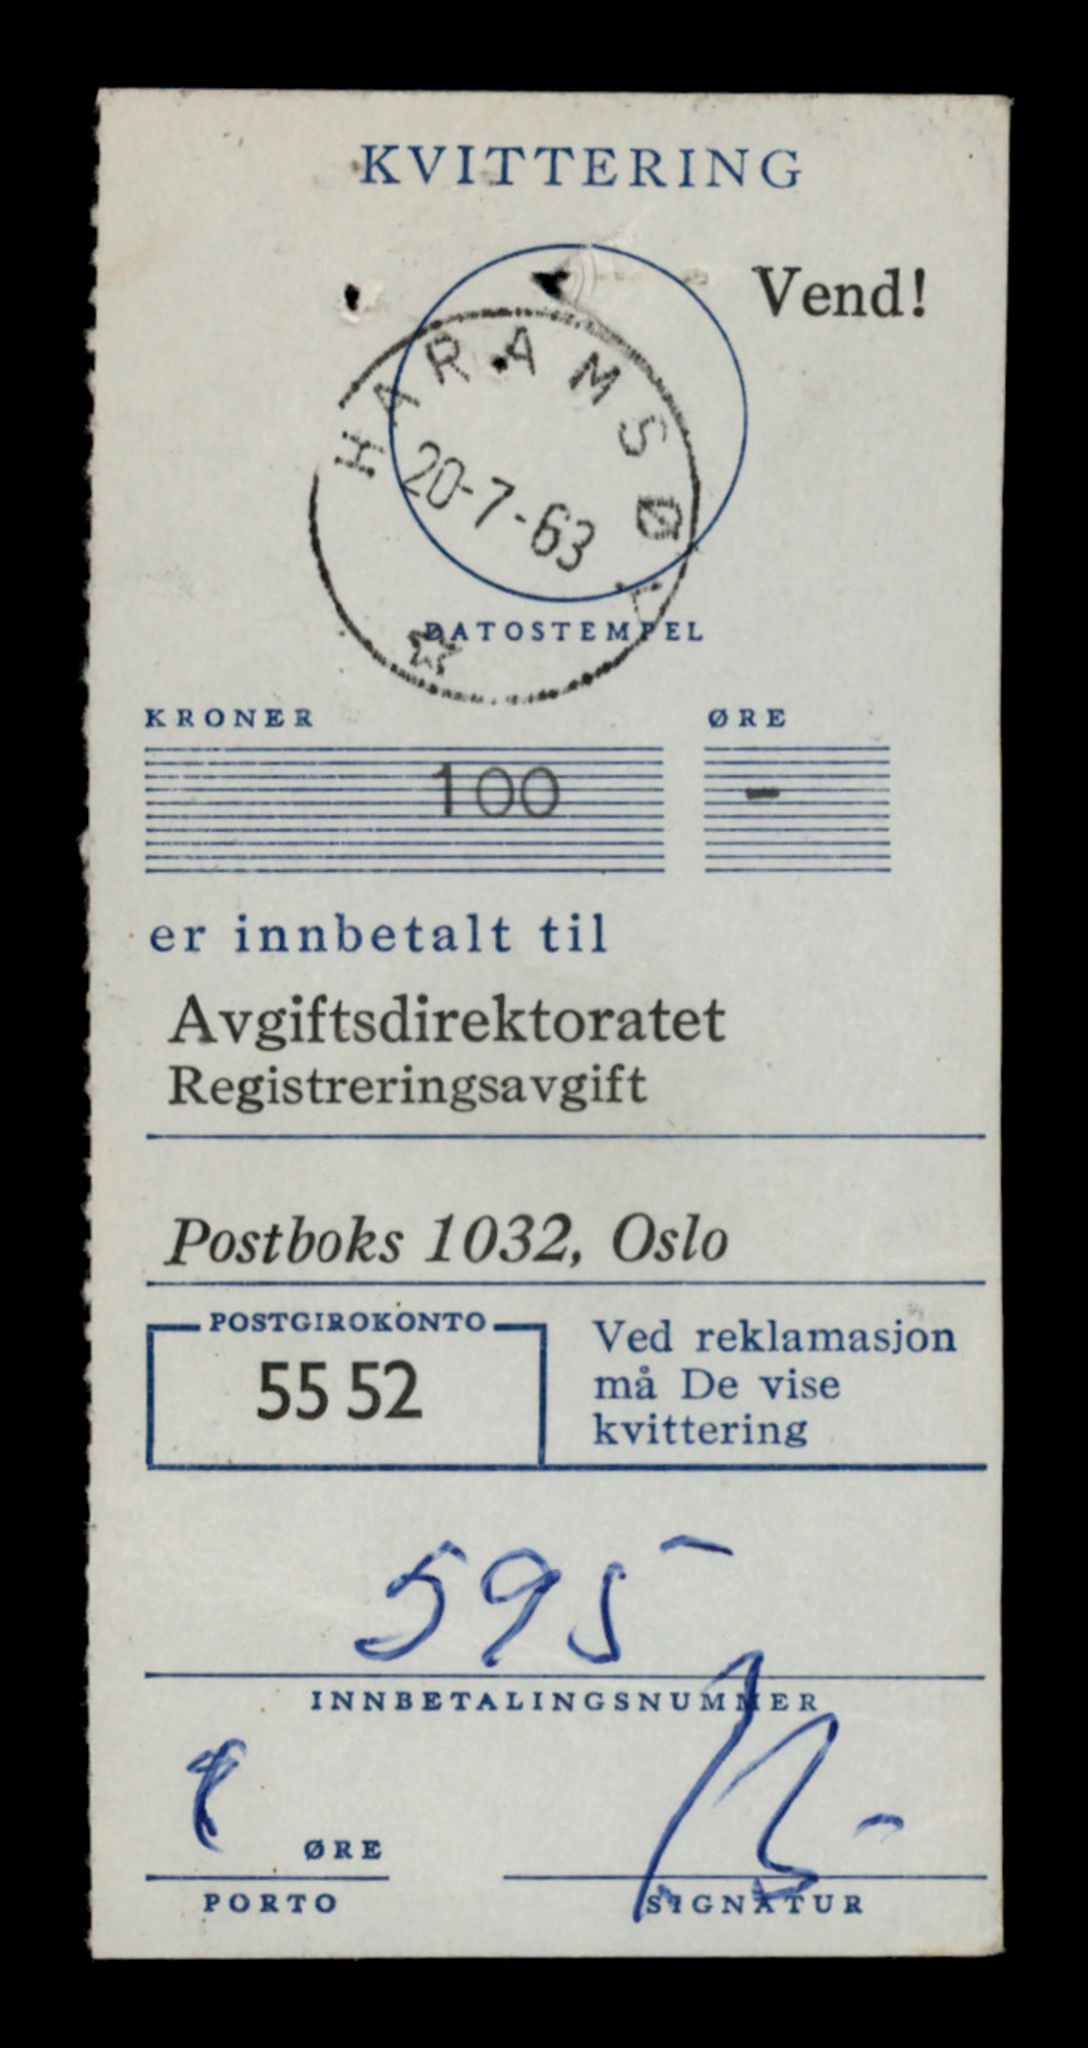 KVITTERING
Vend!
HARAMSØY
20-7-63
DATOSTEMPEL
KRONER ØRE
100 -
er innbetalt til
Avgiftsdirektoratet
Registreringsavgift
Postboks 1032, Oslo
POSTGIROKONTO
55 52
Ved reklamasjon
må De vise
kvittering
595
INNBETALINGSNUMMER
ØRE
PORTO
SIGNATUR